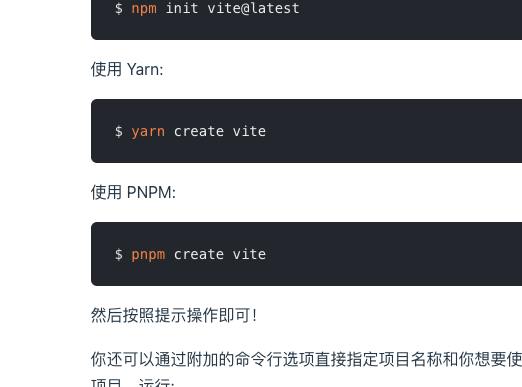 $ npm init vite@latest
使用 Yarn:
$ yarn create vite
使用 PNPM:
$ pnpm create vite
然后按照提示操作即可!
你还可以通过附加的命令行选项直接指定项目名称和你想要使
项目，运行: